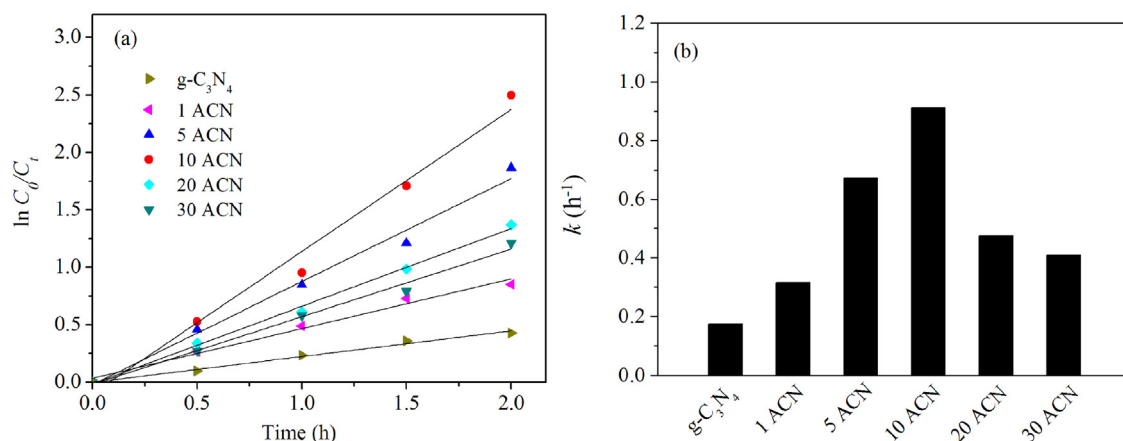 (a)
g-C₃N₄
1 ACN
5 ACN
10 ACN
20 ACN
30 ACN
ln C₀/Cₜ
3.0
2.5
2.0
1.5
1.0
0.5
0.0
0.0 0.5 1.0 1.5 2.0
Time (h)
(b)
k (h⁻¹)
1.2
1.0
0.8
0.6
0.4
0.2
0.0
g-C₃N₄ 1 ACN 5 ACN 10 ACN 20 ACN 30 ACN